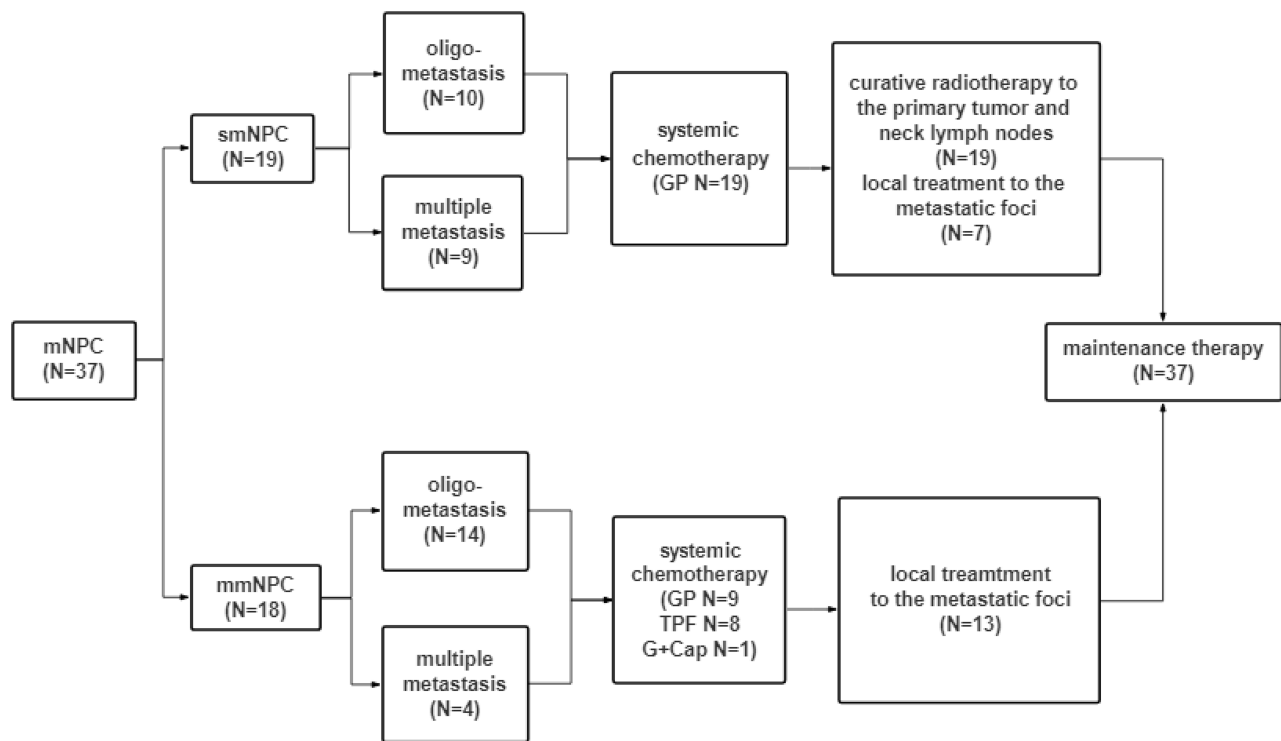 mNPC
(N=37)
smNPC
(N=19)
oligo-
metastasis
(N=10)
multiple
metastasis
(N=9)
systemic
chemotherapy
(GP N=19)
curative radiotherapy to
the primary tumor and
neck lymph nodes
(N=19)
local treatment to the
metastatic foci
(N=7)
mmNPC
(N=18)
oligo-
metastasis
(N=14)
multiple
metastasis
(N=4)
systemic
chemotherapy
(GP N=9
TPF N=8
G+Cap N=1)
local treamtment
to the metastatic foci
(N=13)
maintenance therapy
(N=37)